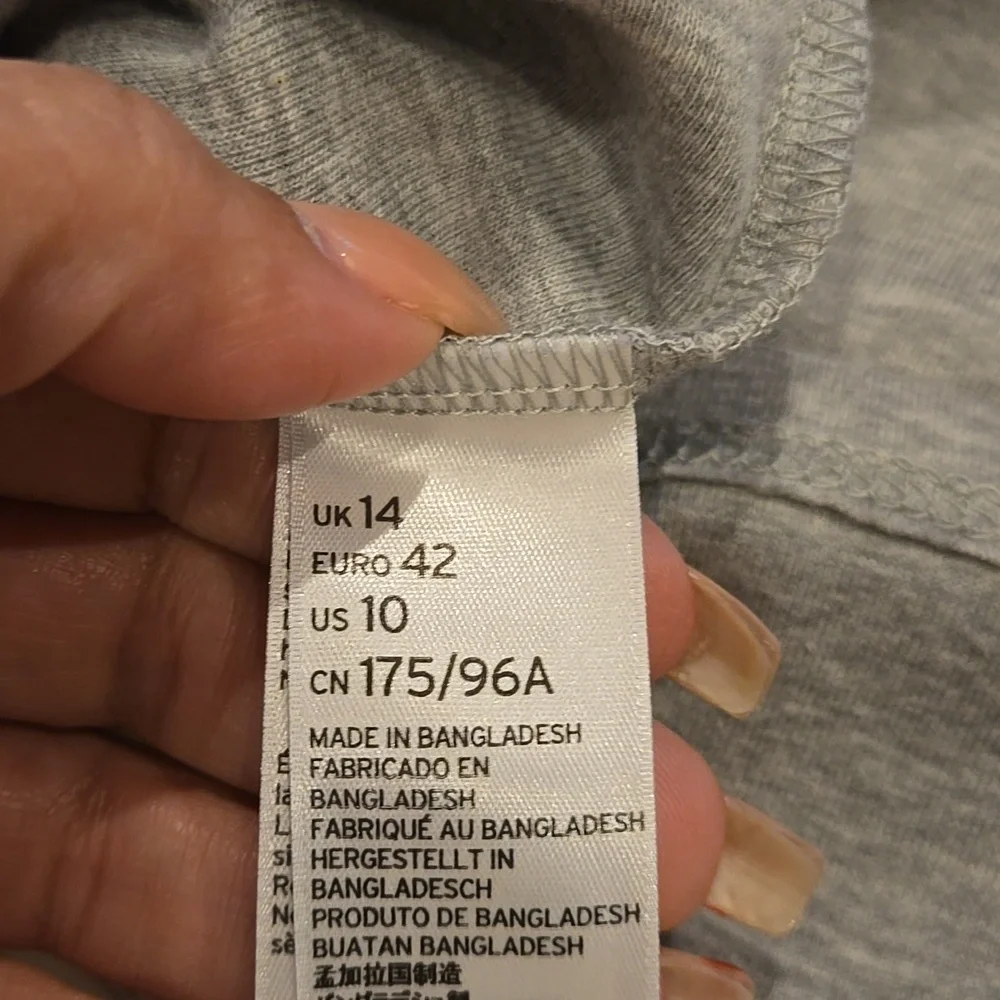 UK 14
EURO 42
US 10
CN 175/96A
MADE IN BANGLADESH
FABRICADO EN
BANGLADESH
FABRIQUÉ AU BANGLADESH
HERGESTELLT IN
BANGLADESCH
PRODUTO DE BANGLADESH
BUATAN BANGLADESH
孟加拉国制造